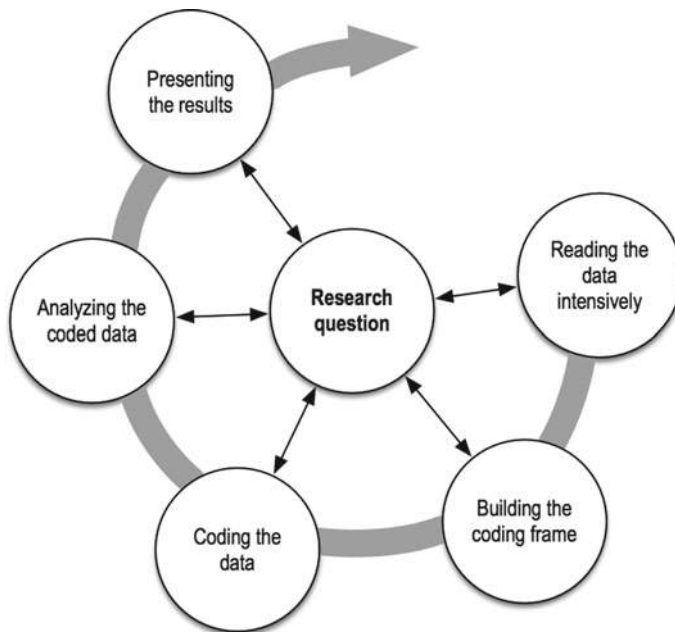 Presenting
the results
Reading the
data
intensively
Research
question
Analyzing the
coded data
Building the
coding frame
Coding the
data